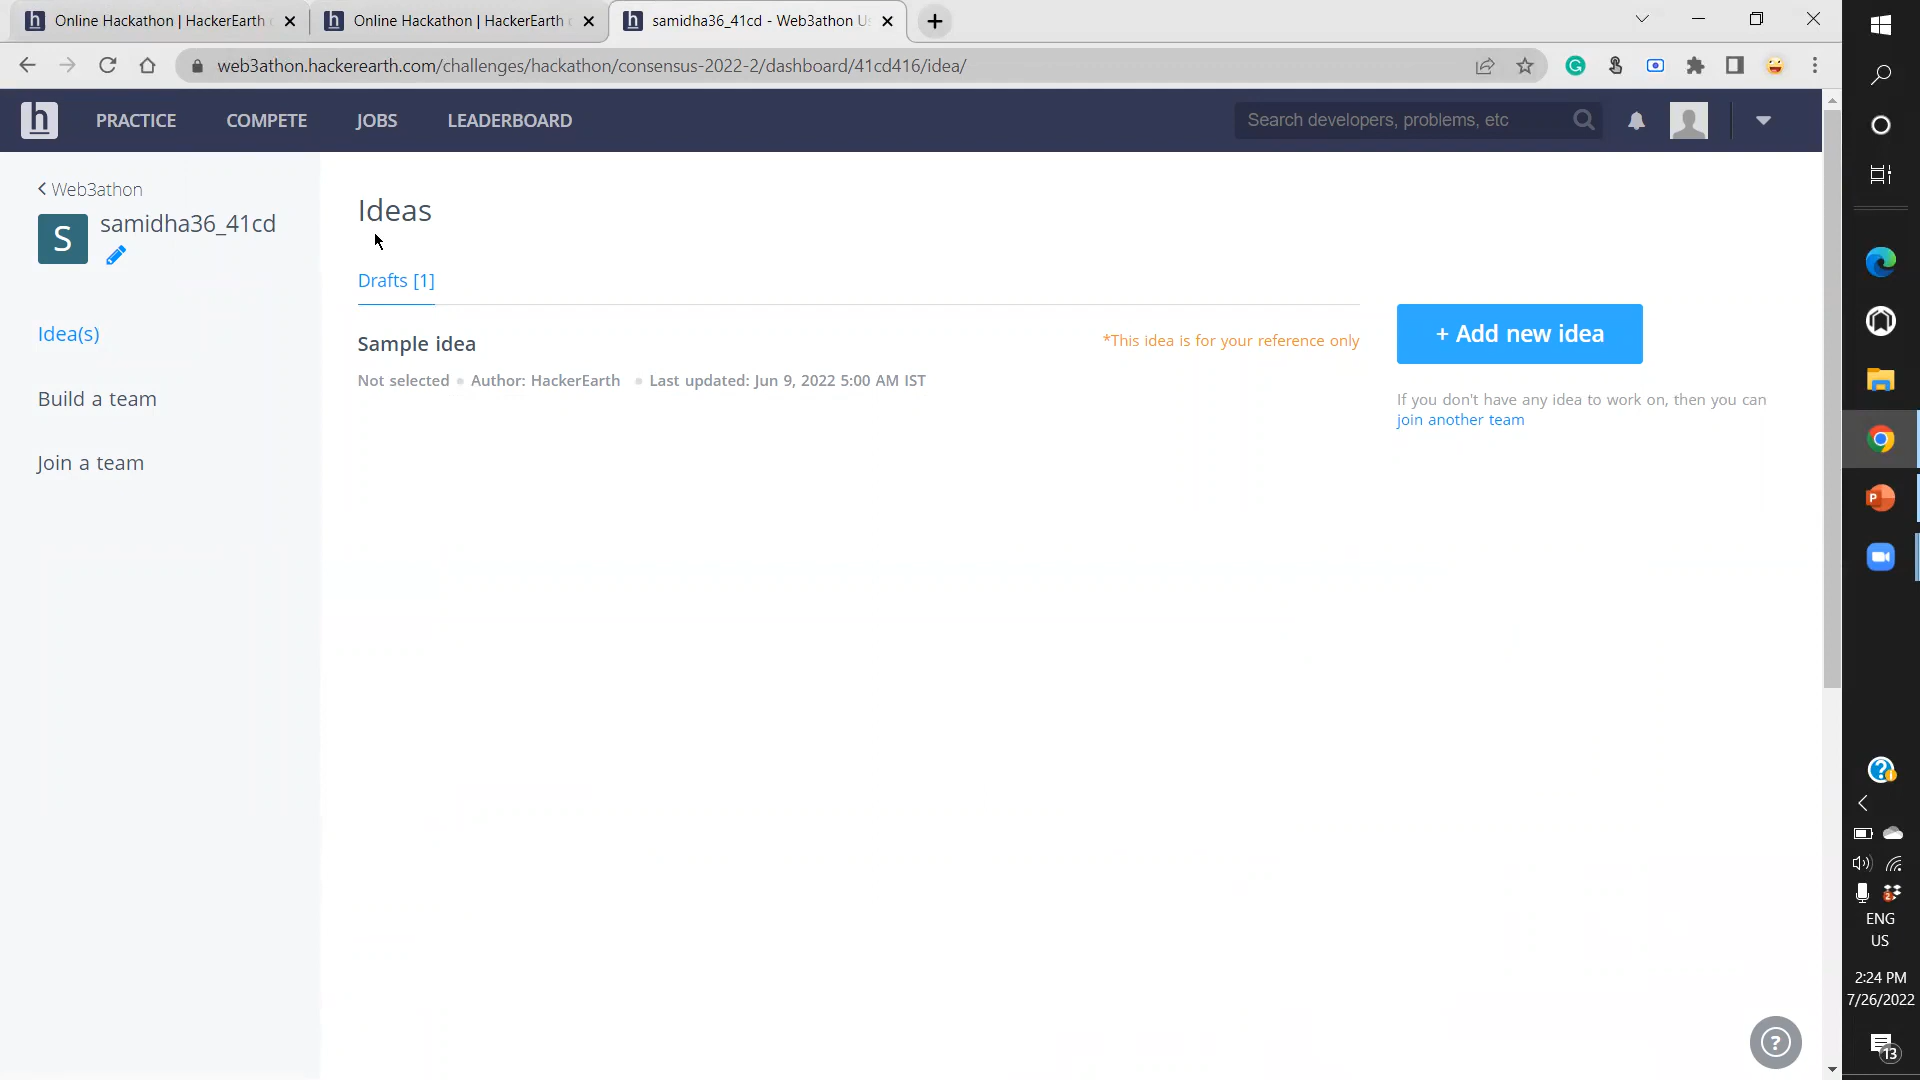 Online Hackathon | HackerEarth
Online Hackathon | HackerEarth
samidha36_41cd - Web3athon U
web3athon.hackerearth.com/challenges/hackathon/consensus-2022-2/dashboard/41cd416/idea/
h PRACTICE COMPETE JOBS LEADERBOARD Search developers, problems, etc
Web3athon
S samidha36_41cd
Idea(s)
Build a team
Join a team
Ideas
Drafts [1]
Sample idea *This idea is for your reference only
Not selected Author: HackerEarth Last updated: Jun 9, 2022 5:00 AM IST
+ Add new idea
If you don't have any idea to work on, then you can
join another team
?
ENG
US
2:24 PM
7/26/2022
13